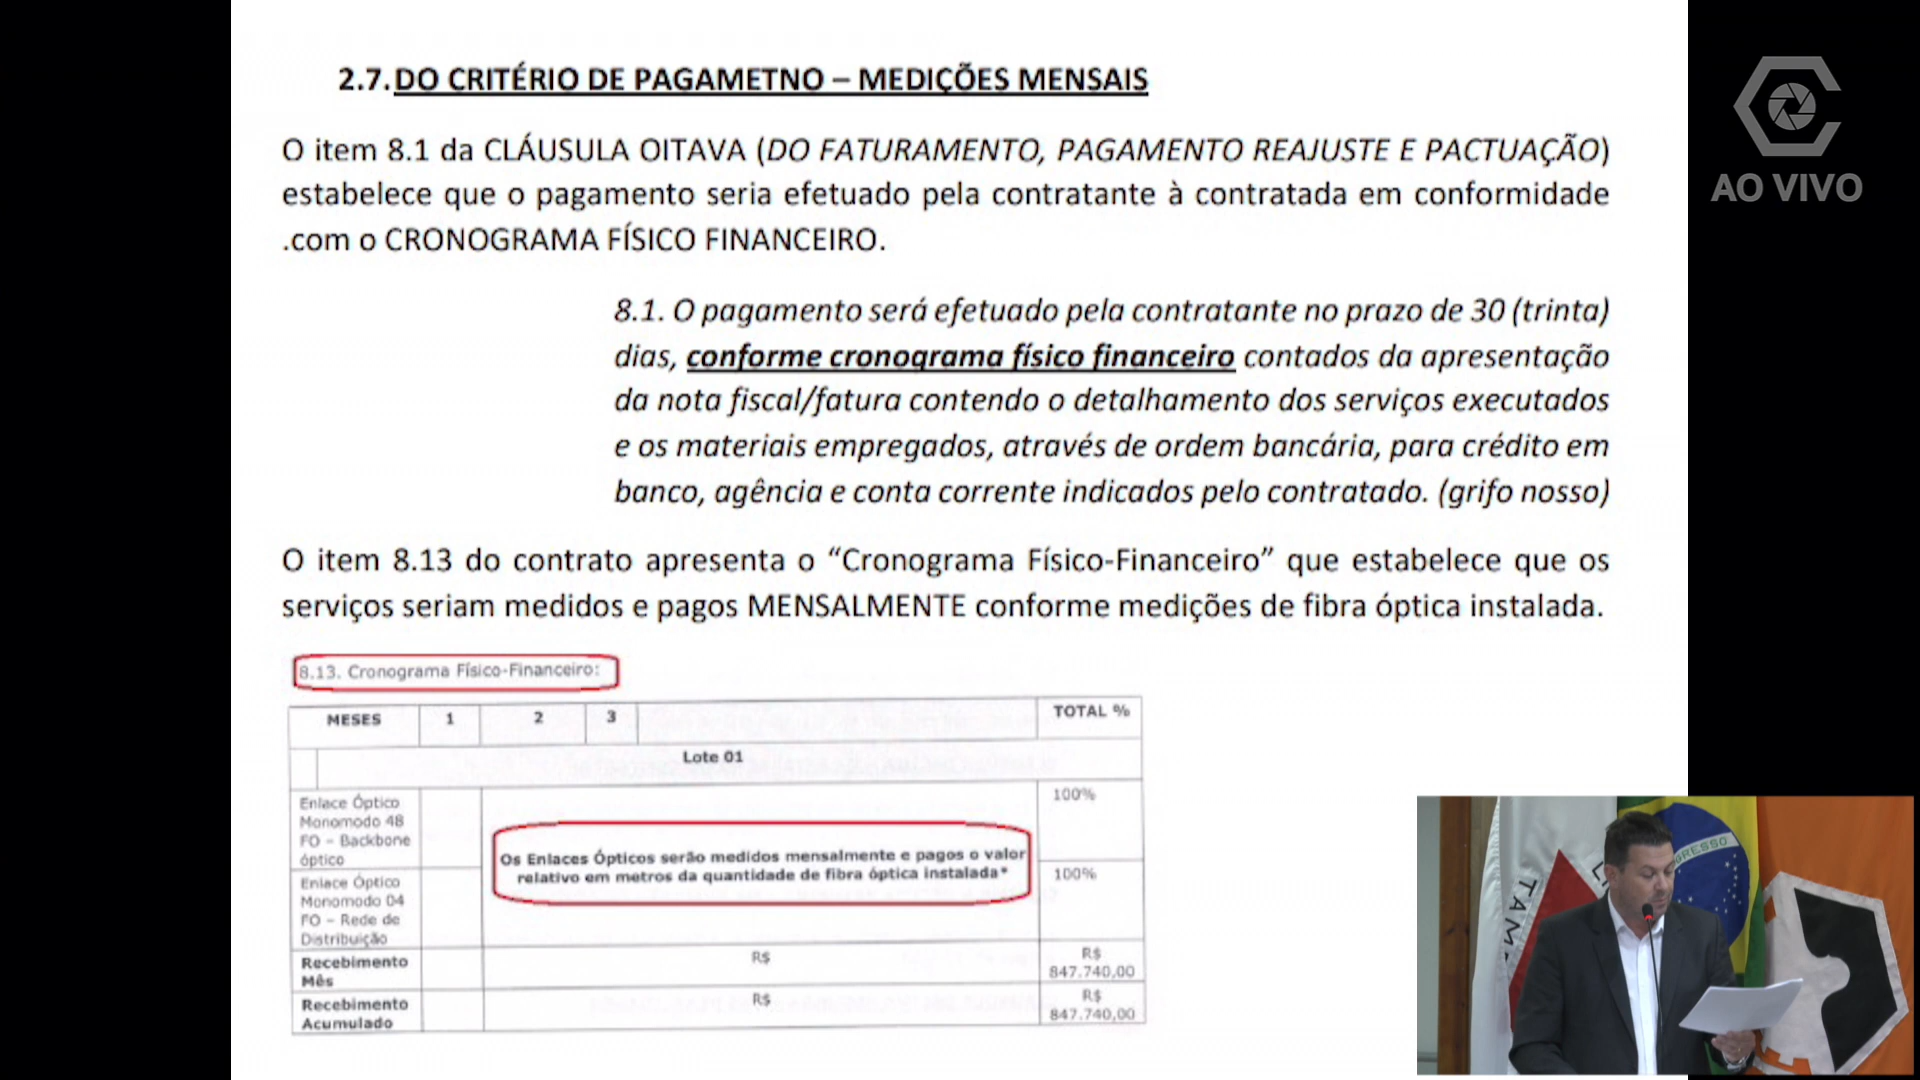 2.7. DO CRITÉRIO DE PAGAMETNO – MEDIÇÕES MENSAIS
O item 8.1 da CLÁUSULA OITAVA (DO FATURAMENTO, PAGAMENTO REAJUSTE E PACTUAÇÃO)
estabelece que o pagamento seria efetuado pela contratante à contratada em conformidade
.com o CRONOGRAMA FÍSICO FINANCEIRO.
8.1. O pagamento será efetuado pela contratante no prazo de 30 (trinta)
dias, conforme cronograma físico financeiro contados da apresentação
da nota fiscal/fatura contendo o detalhamento dos serviços executados
e os materiais empregados, através de ordem bancária, para crédito em
banco, agência e conta corrente indicados pelo contratado. (grifo nosso)
O item 8.13 do contrato apresenta o “Cronograma Físico-Financeiro” que estabelece que os
serviços seriam medidos e pagos MENSALMENTE conforme medições de fibra óptica instalada.
8.13. Cronograma Físico-Financeiro:
MESES 1 2 3 TOTAL %
Lote 01
Enlace Óptico
Monomodo 48
FO – Backbone
óptico
100%
Os Enlaces Ópticos serão medidos mensalmente e pagos o valor
relativo em metros da quantidade de fibra óptica instalada*
Enlace Óptico
Monomodo 04
FO – Rede de
Distribuição
100%
Recebimento
Mês
R$
R$
847.740,00
Recebimento
Acumulado
R$
R$
847.740,00
AO VIVO
TAM
GRESSO